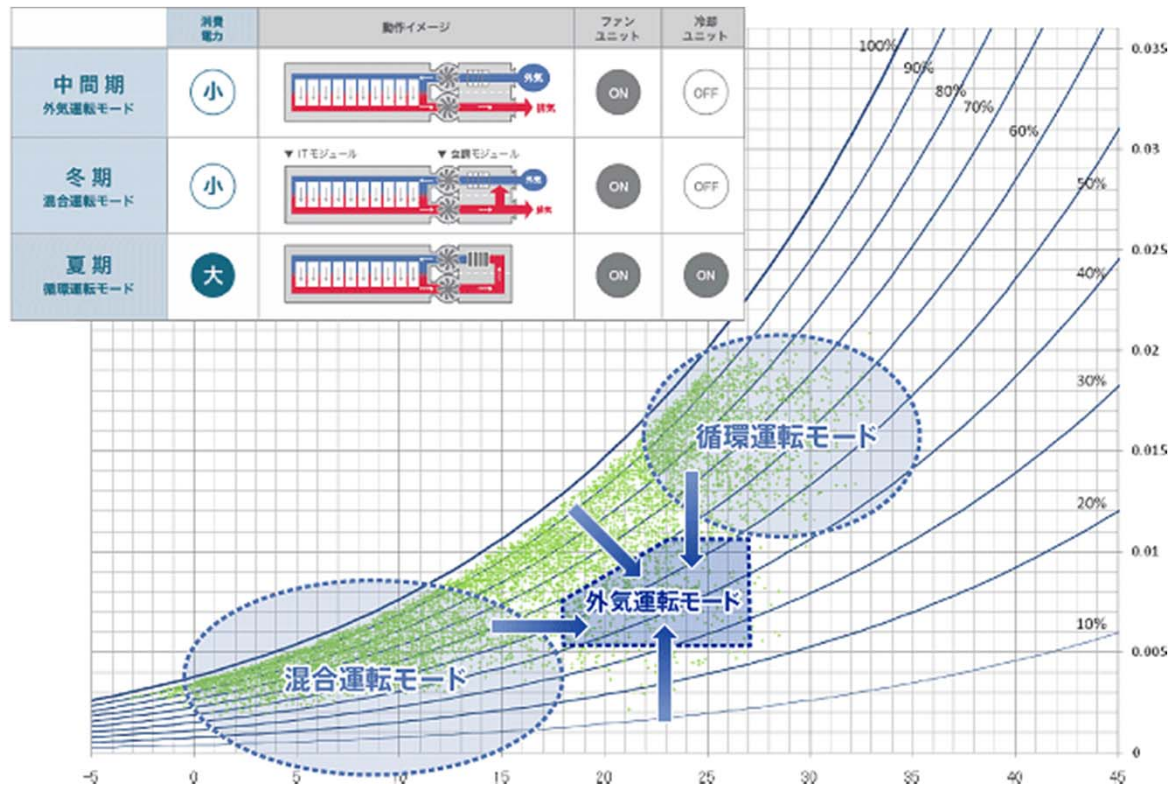 消費
電力
動作イメージ
ファン
ユニット
冷却
ユニット
中間期
外気運転モード
小
外気
排気
ON
OFF
▼ITモジュール
▼空調モジュール
冬期
混合運転モード
小
外気
排気
ON
OFF
夏期
循環運転モード
大
ON
ON
100%
90%
80%
70%
60%
50%
40%
30%
20%
10%
0.035
0.03
0.025
0.02
0.015
0.01
0.005
0
循環運転モード
外気運転モード
混合運転モード
-5
0
5
10
15
20
25
30
35
40
45